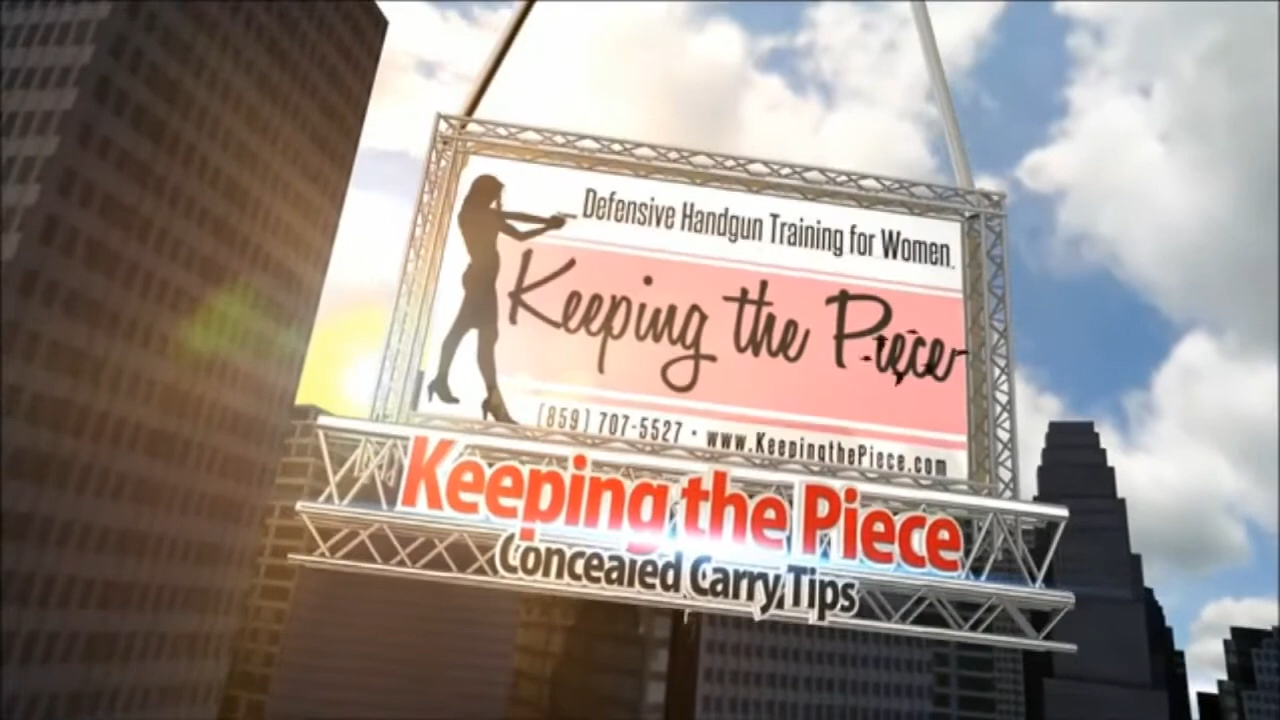 Defensive Handgun Training for Women.
Keeping the Piece
(859) 707-5527 • www.KeepingthePiece.com
Keeping the Piece
Concealed Carry Tips